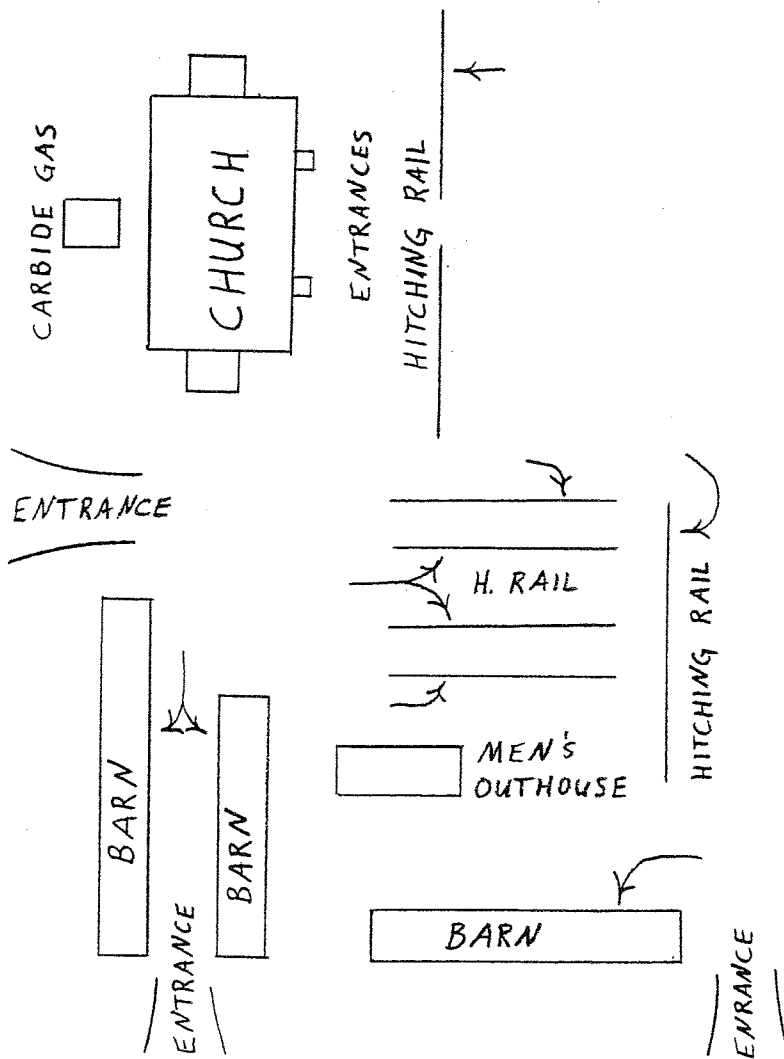 CARBIDE GAS
CHURCH
ENTRANCES
HITCHING RAIL
ENTRANCE
H. RAIL
HITCHING RAIL
MEN'S
OUTHOUSE
BARN
BARN
BARN
ENTRANCE
ENRANCE